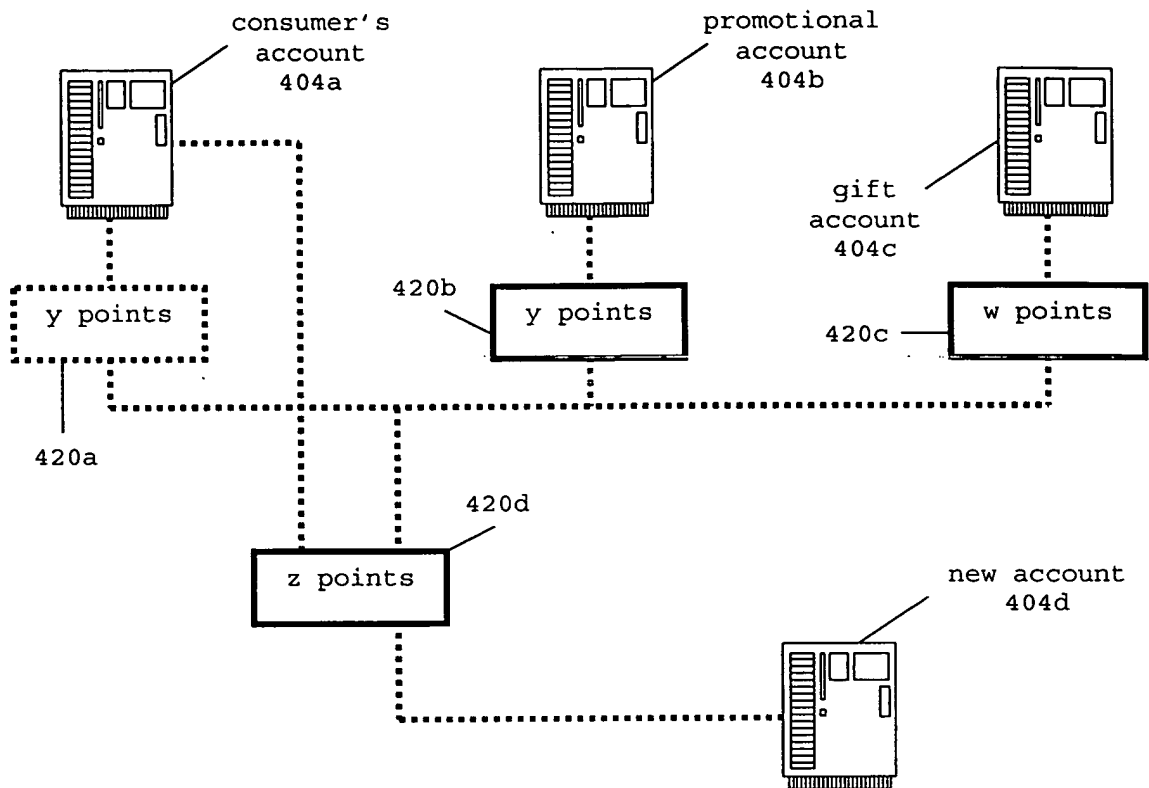 consumer's
account
404a
promotional
account
404b
gift
account
404c
y points
420b
y points
420c
w points
420a
420d
z points
new account
404d